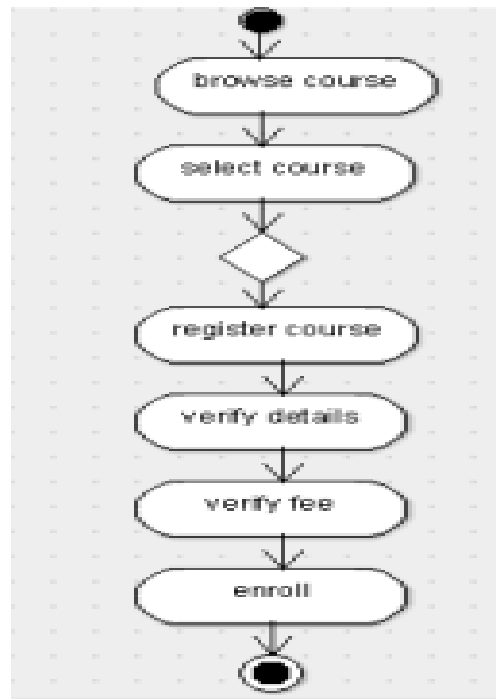 browse course
select course
register course
verify details
verify fee
enroll